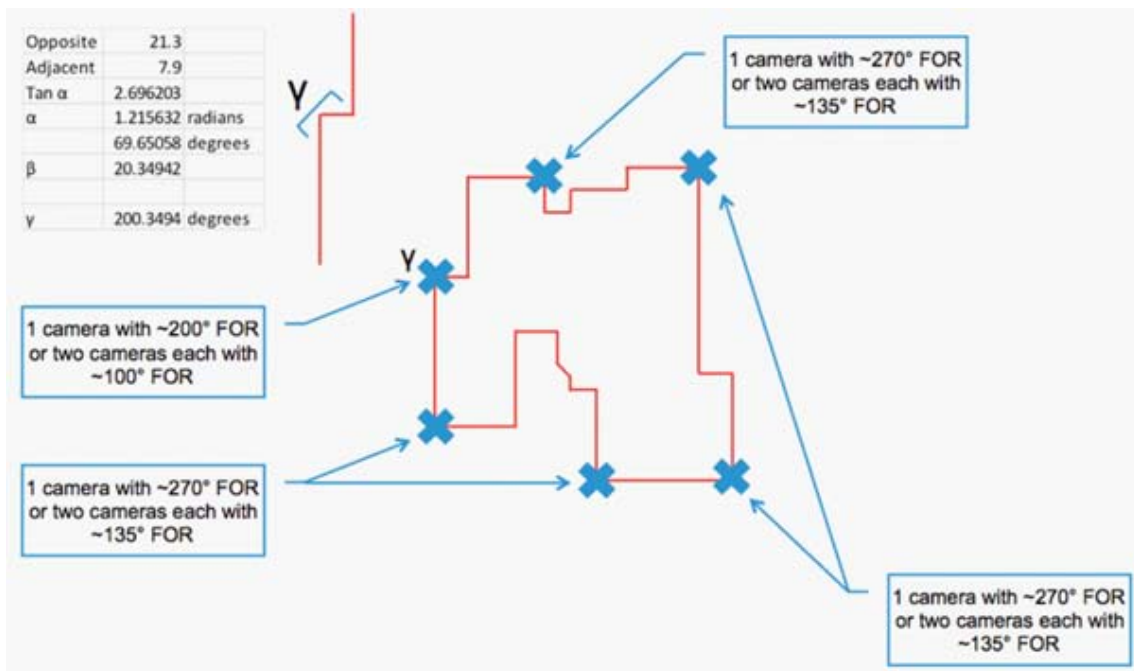 Opposite 21.3
Adjacent 7.9
Tan α 2.696203
α 1.215632 radians
69.65058 degrees
β 20.34942
γ 200.3494 degrees
γ
1 camera with ~270° FOR
or two cameras each with
~135° FOR
γ
1 camera with ~200° FOR
or two cameras each with
~100° FOR
1 camera with ~270° FOR
or two cameras each with
~135° FOR
1 camera with ~270° FOR
or two cameras each with
~135° FOR